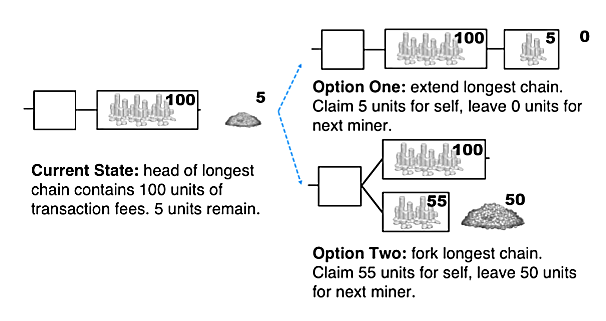 100
5
Current State: head of longest
chain contains 100 units of
transaction fees. 5 units remain.
100
5
0
Option One: extend longest chain.
Claim 5 units for self, leave 0 units for
next miner.
100
55
50
Option Two: fork longest chain.
Claim 55 units for self, leave 50 units
for next miner.